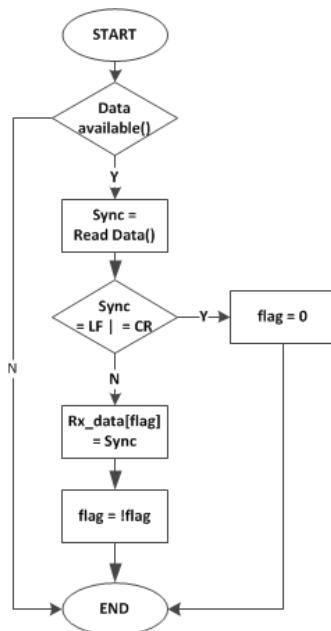 START
Data
available()
Y
Sync =
Read Data()
Sync
= LF | = CR
Y
flag = 0
N
N
Rx_data[flag]
= Sync
flag = !flag
END